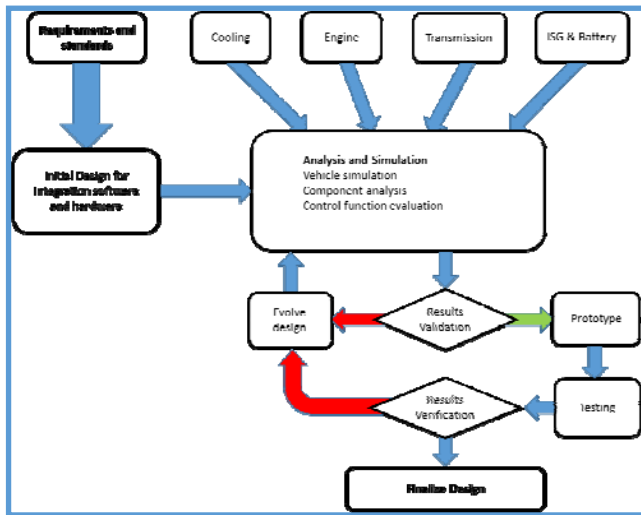 Requirements and
standards
Cooling
Engine
Transmission
ISG & Battery
Initial Design for
Integration software
and hardware
Analysis and Simulation
Vehicle simulation
Component analysis
Control function evaluation
Evolve
design
Results
Validation
Prototype
Results
Verification
Testing
Finalize Design